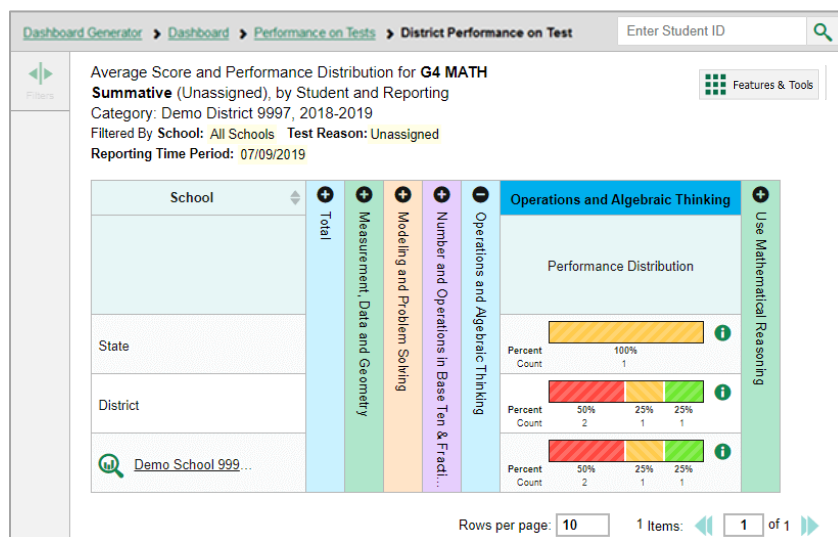 Dashboard Generator > Dashboard > Performance on Tests > District Performance on Test
Enter Student ID
Filters
Average Score and Performance Distribution for G4 MATH
Summative (Unassigned), by Student and Reporting
Category: Demo District 9997, 2018-2019
Filtered By School: All Schools Test Reason: Unassigned
Reporting Time Period: 07/09/2019
Features & Tools
School
Total
Measurement, Data and Geometry
Modeling and Problem Solving
Number and Operations in Base Ten & Fracti...
Operations and Algebraic Thinking
Operations and Algebraic Thinking
Performance Distribution
Use Mathematical Reasoning
State
Percent 100%
Count 1
District
Percent 50% 25% 25%
Count 2 1 1
Demo School 999...
Percent 50% 25% 25%
Count 2 1 1
Rows per page: 10 1 Items: 1 of 1